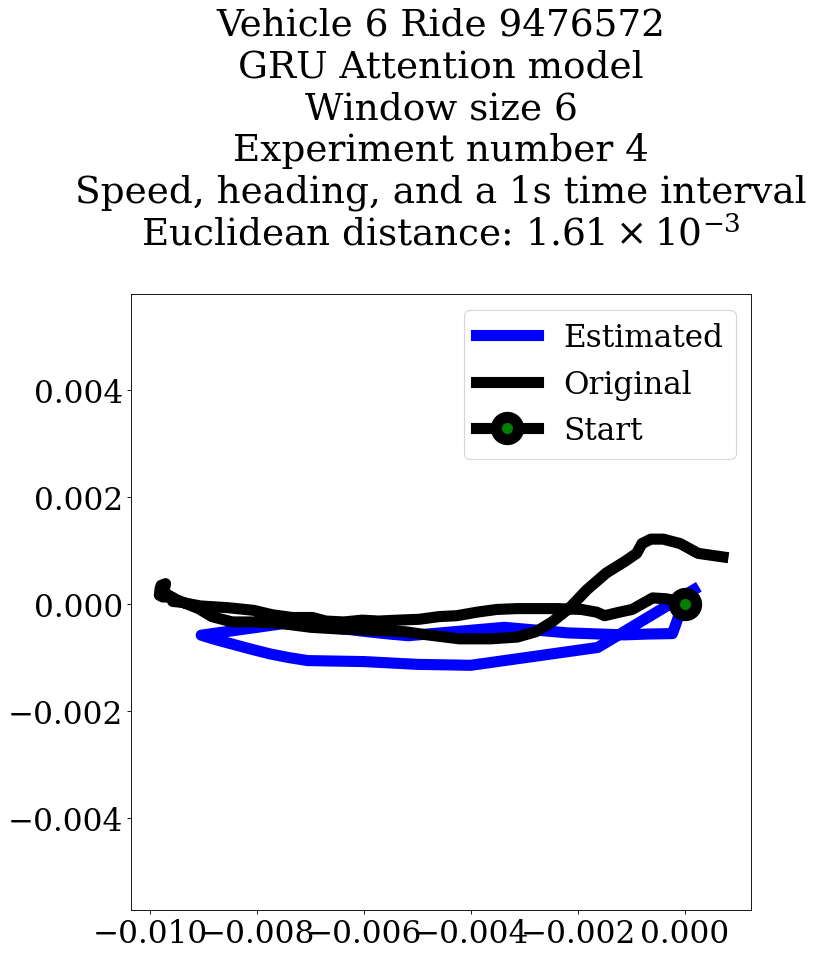 Vehicle 6 Ride 9476572
GRU Attention model
Window size 6
Experiment number 4
Speed, heading, and a 1s time interval
Euclidean distance: 1.61 × 10⁻³
Estimated
Original
Start
0.004
0.002
0.000
−0.002
−0.004
−0.010 −0.008 −0.006 −0.004 −0.002 0.000